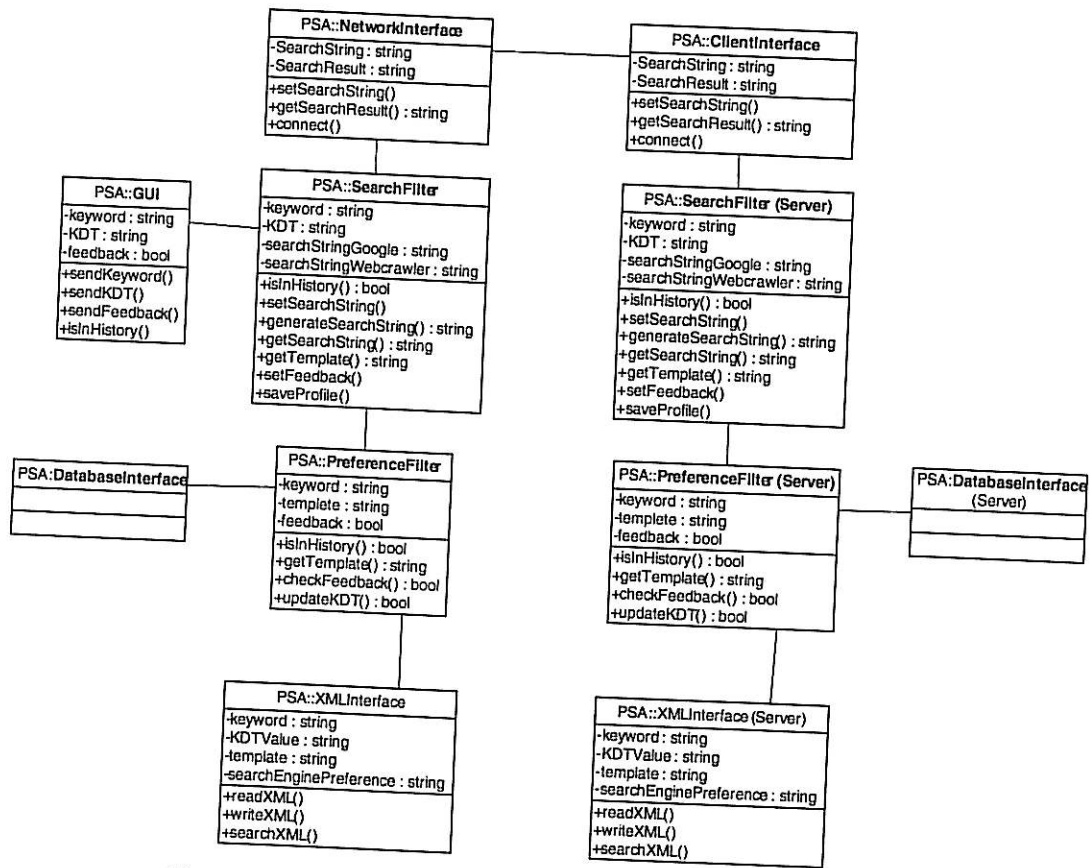 PSA::NetworkInterface
-SearchString : string
-SearchResult : string
+setSearchString()
+getSearchResult() : string
+connect()
PSA::ClientInterface
-SearchString : string
-SearchResult : string
+setSearchString()
+getSearchResult() : string
+connect()
PSA::GUI
-keyword : string
-KDT : string
-feedback : bool
+sendKeyword()
+sendKDT()
+sendFeedback()
+isInHistory()
PSA::SearchFilter
-keyword : string
-KDT : string
-searchStringGoogle : string
-searchStringWebcrawler : string
+isInHistory() : bool
+setSearchString()
+generateSearchString() : string
+getSearchString() : string
+getTemplate() : string
+setFeedback()
+saveProfile()
PSA::SearchFilter (Server)
-keyword : string
-KDT : string
-searchStringGoogle : string
-searchStringWebcrawler : string
+isInHistory() : bool
+setSearchString()
+generateSearchString() : string
+getSearchString() : string
+getTemplate() : string
+setFeedback()
+saveProfile()
PSA:DatabaseInterface
PSA::PreferenceFilter
-keyword : string
-templete : string
-feedback : bool
+isInHistory() : bool
+getTemplate() : string
+checkFeedback() : bool
+updateKDT() : bool
PSA::PreferenceFilter (Server)
-keyword : string
-templete : string
-feedback : bool
+isInHistory() : bool
+getTemplate() : string
+checkFeedback() : bool
+updateKDT() : bool
PSA:DatabaseInterface
(Server)
PSA::XMLInterface
-keyword : string
-KDTValue : string
-template : string
-searchEnginePreference : string
+readXML()
+writeXML()
+searchXML()
PSA::XMLInterface (Server)
-keyword : string
-KDTValue : string
-template : string
-searchEnginePreference : string
+readXML()
+writeXML()
+searchXML()